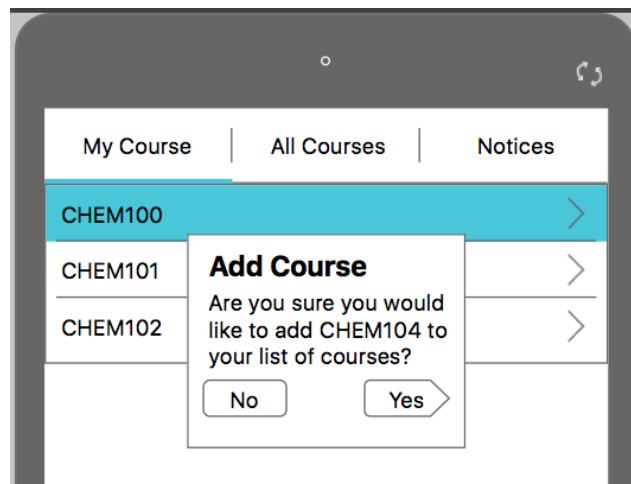 My Course All Courses Notices
CHEM100
CHEM101
CHEM102
Add Course
Are you sure you would
like to add CHEM104 to
your list of courses?
No Yes